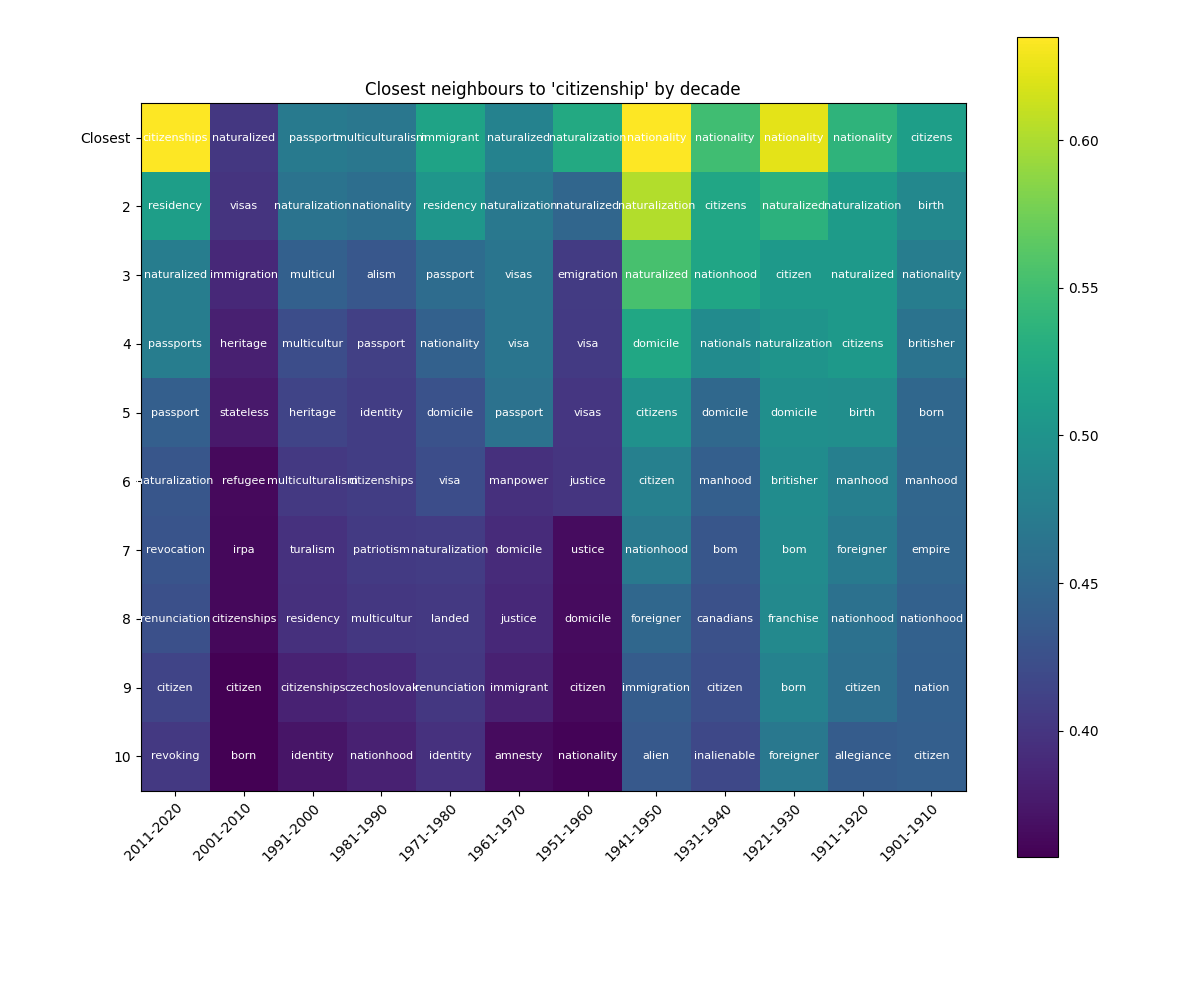 Closest neighbours to 'citizenship' by decade
Closest citizenships naturalized passport multiculturalism immigrant naturalized naturalization nationality nationality nationality nationality citizens
2 residency visas naturalization nationality residency naturalization naturalized naturalization citizens naturalized naturalization birth
3 naturalized immigration multicul alism passport visas emigration naturalized nationhood citizen naturalized nationality
4 passports heritage multicultur passport nationality visa visa domicile nationals naturalization citizens britisher
5 passport stateless heritage identity domicile passport visas citizens domicile domicile birth born
6 naturalization refugee multiculturalism citizenships visa manpower justice citizen manhood britisher manhood manhood
7 revocation irpa turalism patriotism naturalization domicile ustice nationhood bom bom foreigner empire
8 renunciation citizenships residency multicultur landed justice domicile foreigner canadians franchise nationhood nationhood
9 citizen citizen citizenships czechoslovak renunciation immigrant citizen immigration citizen born citizen nation
10 revoking born identity nationhood identity amnesty nationality alien inalienable foreigner allegiance citizen
2011-2020 2001-2010 1991-2000 1981-1990 1971-1980 1961-1970 1951-1960 1941-1950 1931-1940 1921-1930 1911-1920 1901-1910
0.60
0.55
0.50
0.45
0.40